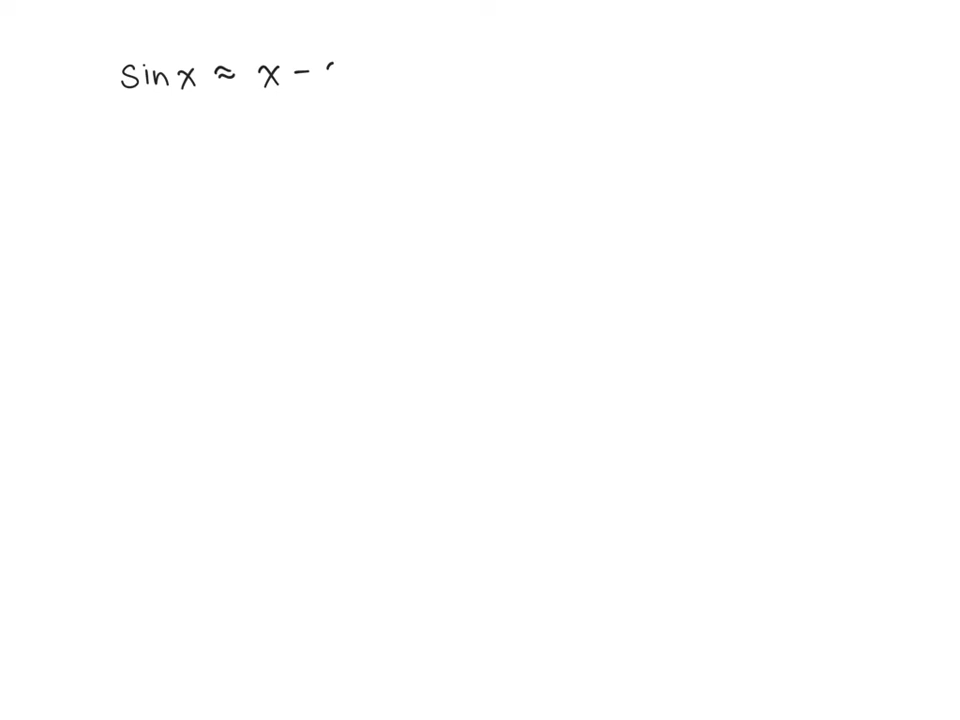 sin x ≈ x -